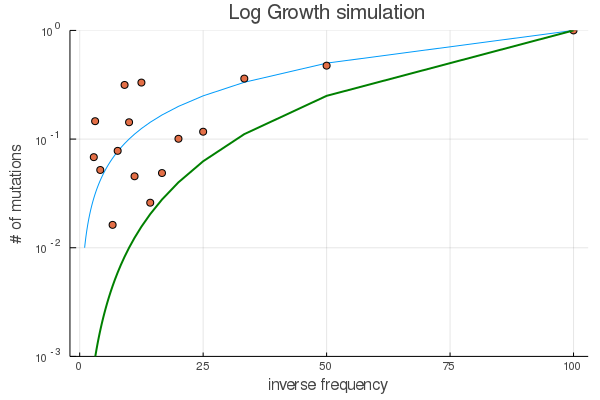 Log Growth simulation
# of mutations
10^0
10^-1
10^-2
10^-3
0 25 50 75 100
inverse frequency